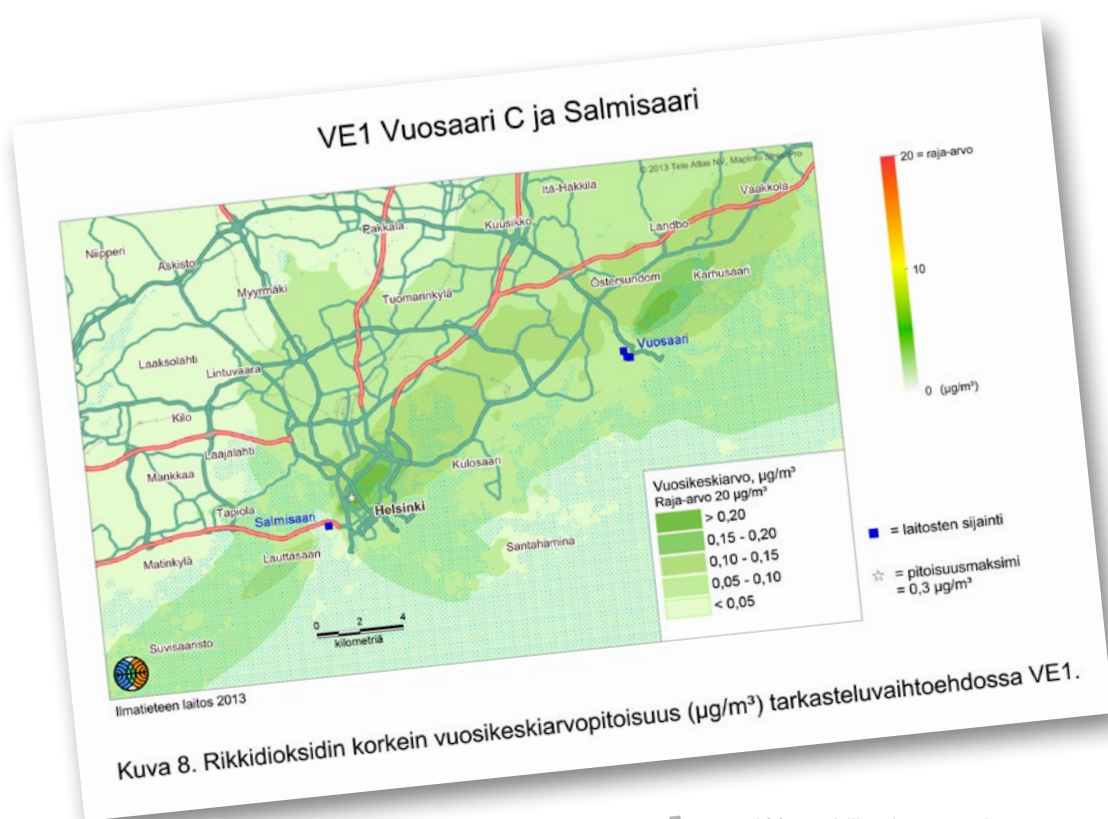 VE1 Vuosaari C ja Salmisaari
© 2013 Tele Atlas NV, MapInfo
Itä-Hakkila
Vaakkola
Pakkala
Kuusikko
Landbo
Niipperi
Askisto
Myyrmäki
Tuomarinkylä
Östersundom
Karhusaari
Vuosaari
Laaksolahti
Lintuvaara
Kilo
Laajalahti
Mankkaa
Kulosaari
Tapiola
Salmisaari
Helsinki
Matinkylä
Lauttasaari
Santahamina
Suvisaaristo
0 2 4
kilometriä
Vuosikeskiarvo, µg/m³
Raja-arvo 20 µg/m³
> 0,20
0,15 - 0,20
0,10 - 0,15
0,05 - 0,10
< 0,05
20 = raja-arvo
10
0 (µg/m³)
= laitosten sijainti
= pitoisuusmaksimi
= 0,3 µg/m³
Ilmatieteen laitos 2013
Kuva 8. Rikkidioksidin korkein vuosikeskiarvopitoisuus (µg/m³) tarkasteluvaihtoehdossa VE1.